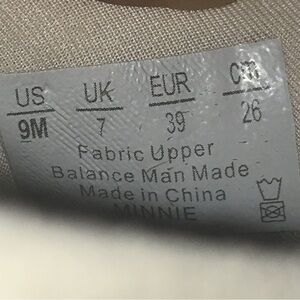 US UK EUR cm
9M 7 39 26
Fabric Upper
Balance Man Made
Made in China
MINNIE